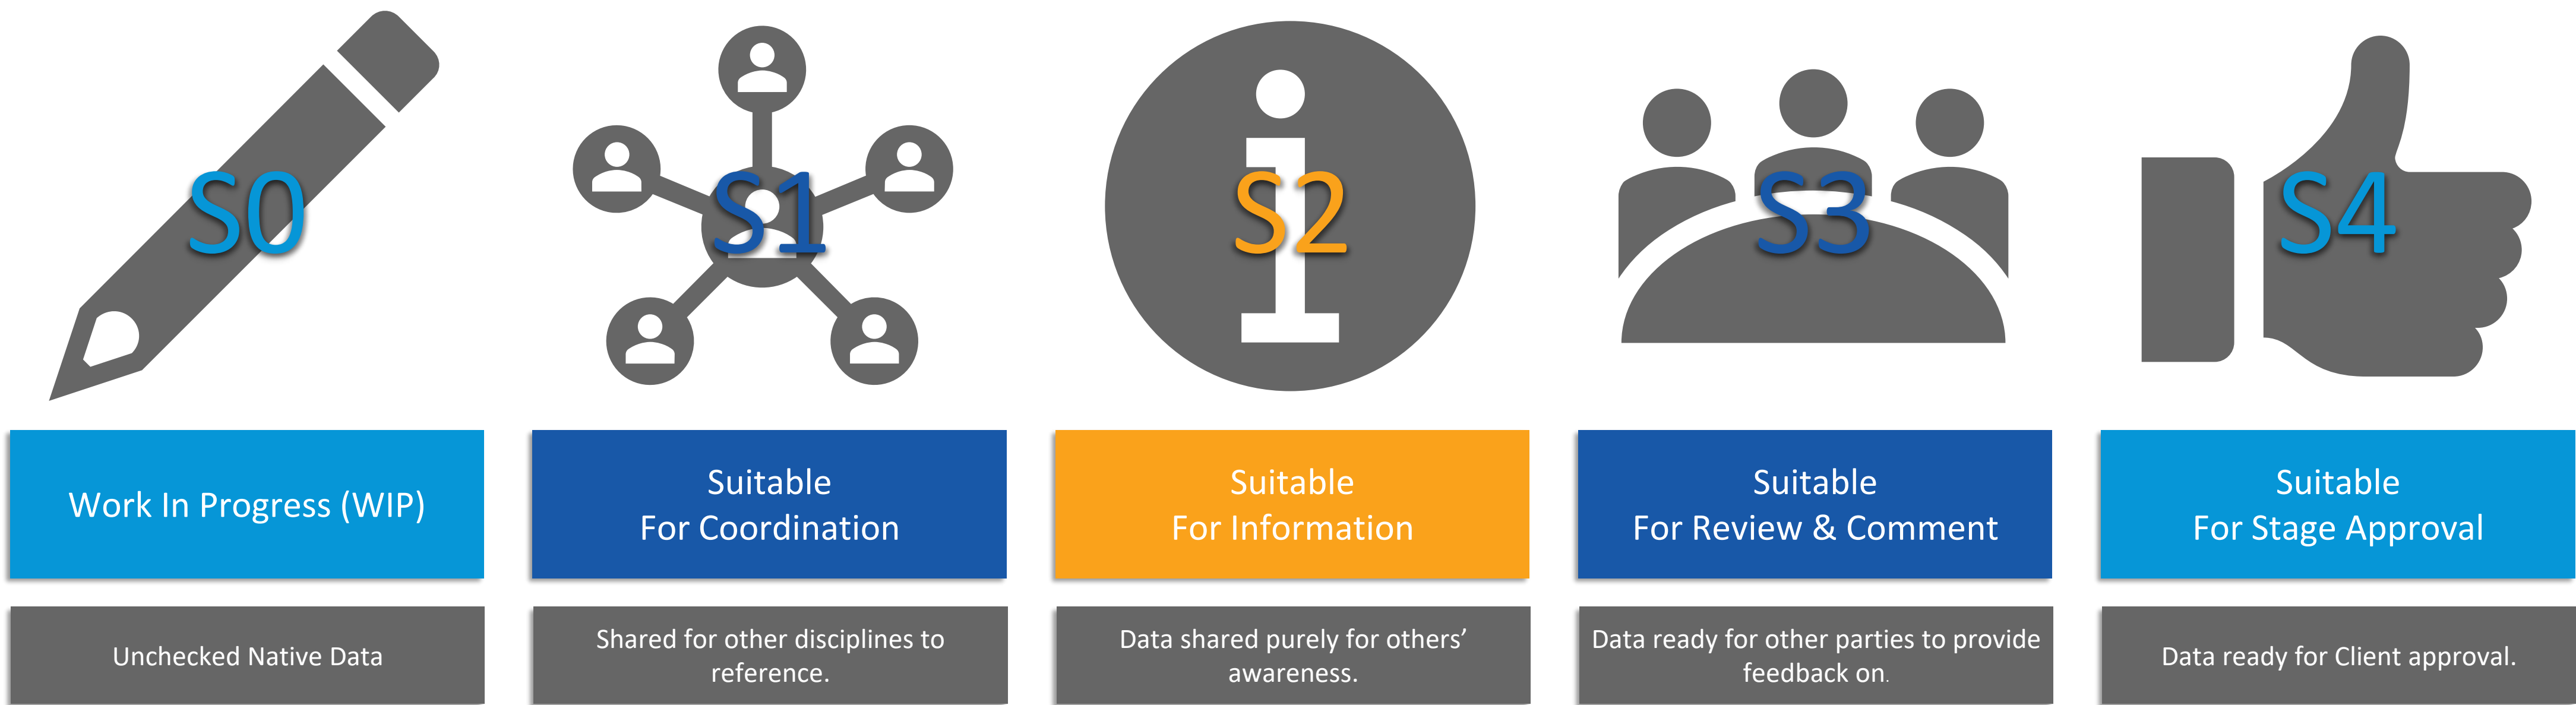 S0
S1
S2
S3
S4
Work In Progress (WIP)
Suitable
For Coordination
Suitable
For Information
Suitable
For Review & Comment
Suitable
For Stage Approval
Unchecked Native Data
Shared for other disciplines to
reference.
Data shared purely for others’
awareness.
Data ready for other parties to provide
feedback on.
Data ready for Client approval.